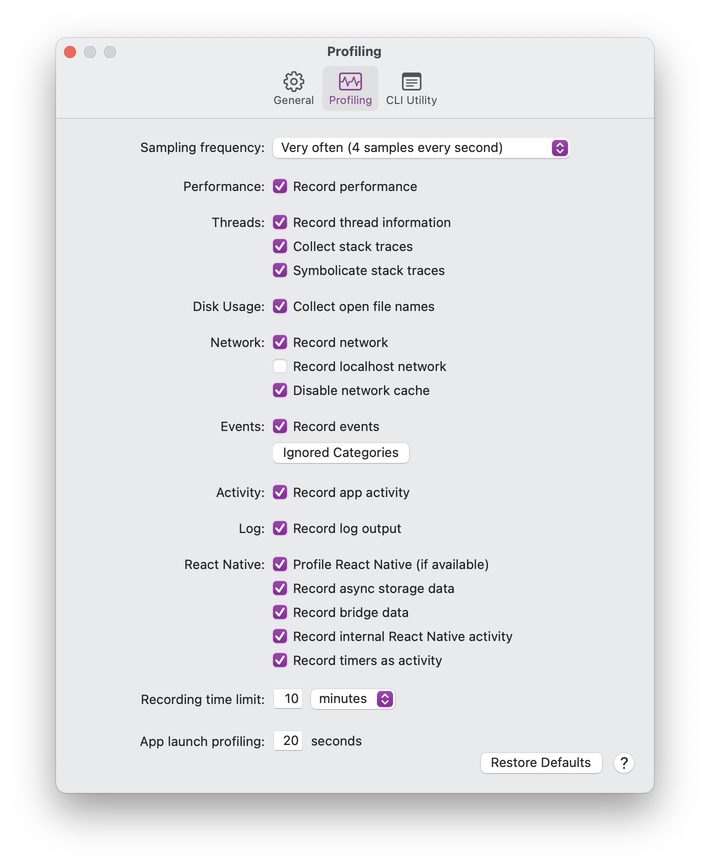 Profiling
General Profiling CLI Utility
Sampling frequency: Very often (4 samples every second)
Performance: Record performance
Threads: Record thread information
Collect stack traces
Symbolicate stack traces
Disk Usage: Collect open file names
Network: Record network
Record localhost network
Disable network cache
Events: Record events
Ignored Categories
Activity: Record app activity
Log: Record log output
React Native: Profile React Native (if available)
Record async storage data
Record bridge data
Record internal React Native activity
Record timers as activity
Recording time limit: 10 minutes
App launch profiling: 20 seconds
Restore Defaults ?